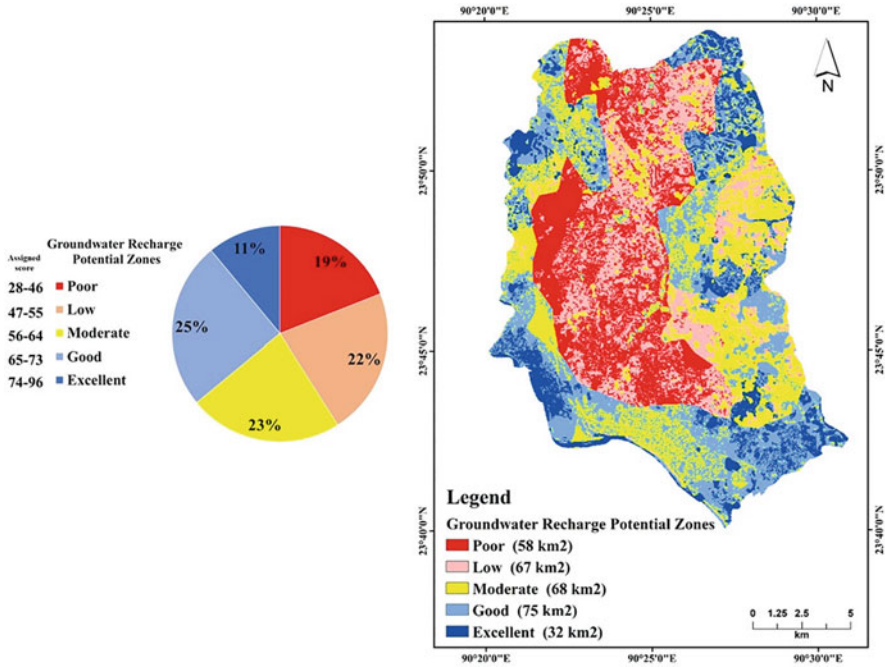 Assigned score
Groundwater Recharge
Potential Zones
28-46 Poor
47-55 Low
56-64 Moderate
65-73 Good
74-96 Excellent
11%
19%
25%
22%
23%
90°20'0"E 90°25'0"E 90°30'0"E
23°50'0"N 23°50'0"N
23°45'0"N 23°45'0"N
23°40'0"N 23°40'0"N
N
Legend
Groundwater Recharge Potential Zones
Poor (58 km2)
Low (67 km2)
Moderate (68 km2)
Good (75 km2)
Excellent (32 km2)
0 1.25 2.5 5
km
90°20'0"E 90°25'0"E 90°30'0"E